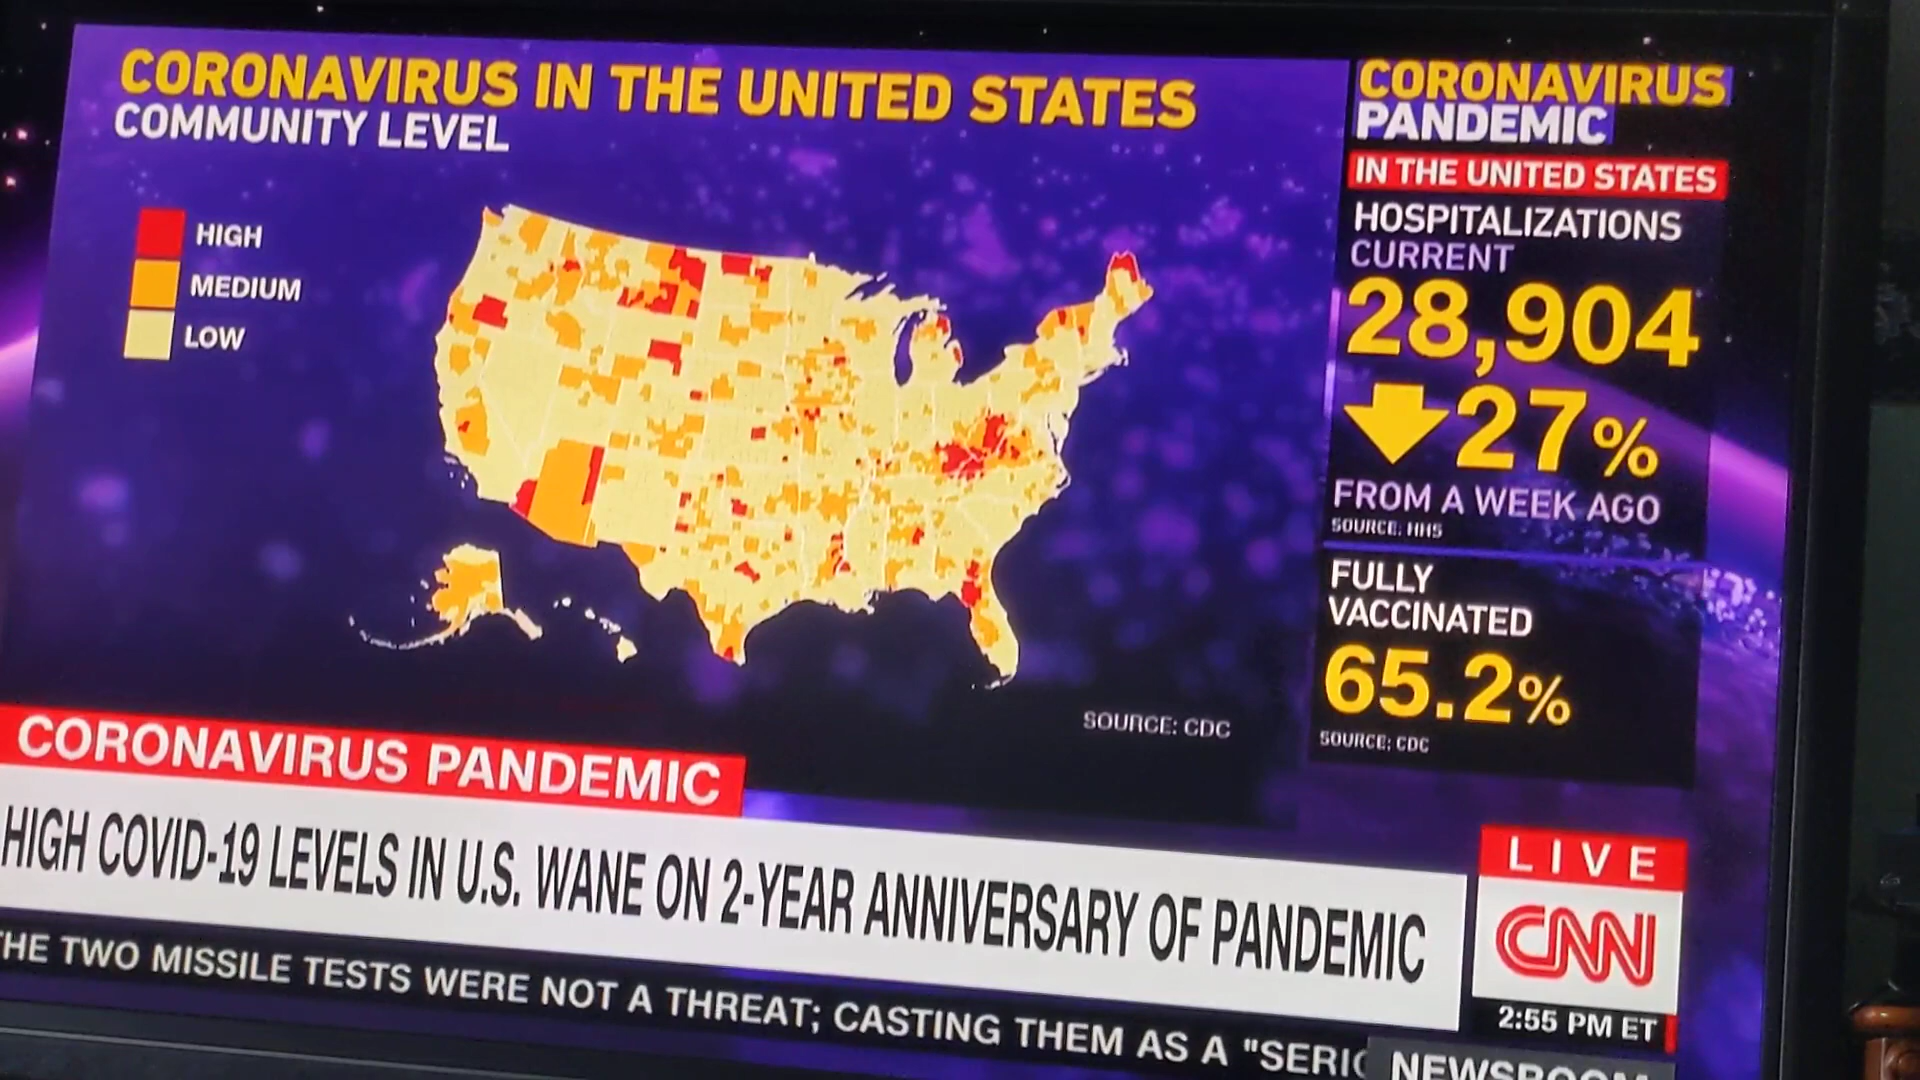 CORONAVIRUS IN THE UNITED STATES
COMMUNITY LEVEL
HIGH
MEDIUM
LOW
SOURCE: CDC
CORONAVIRUS
PANDEMIC
IN THE UNITED STATES
HOSPITALIZATIONS
CURRENT
28,904
27%
FROM A WEEK AGO
SOURCE: HHS
FULLY
VACCINATED
65.2%
SOURCE: CDC
CORONAVIRUS PANDEMIC
HIGH COVID-19 LEVELS IN U.S. WANE ON 2-YEAR ANNIVERSARY OF PANDEMIC
LIVE
CNN
2:55 PM ET
THE TWO MISSILE TESTS WERE NOT A THREAT; CASTING THEM AS A "SERIO
NEWSROOM